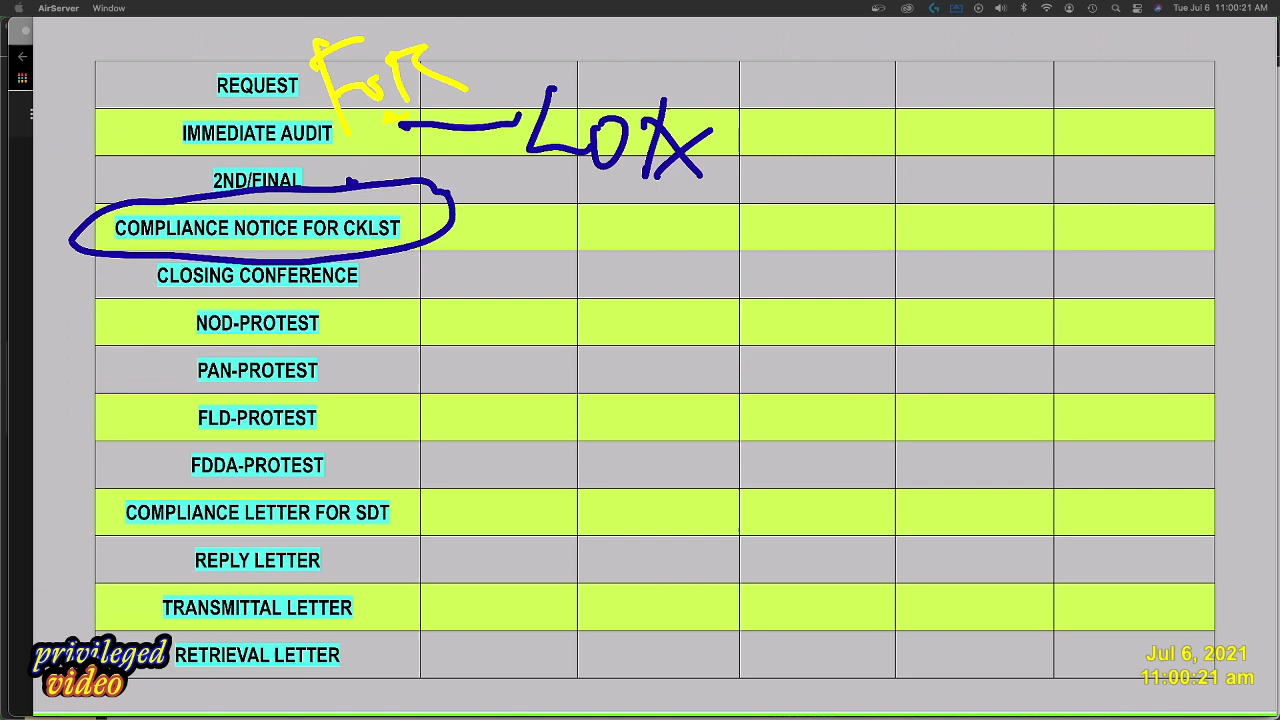 AirServer Window Tue Jul 6 11:00:21 AM
REQUEST
FOR
IMMEDIATE AUDIT
2ND/FINAL
COMPLIANCE NOTICE FOR CKLST
CLOSING CONFERENCE
NOD-PROTEST
PAN-PROTEST
FLD-PROTEST
FDDA-PROTEST
COMPLIANCE LETTER FOR SDT
REPLY LETTER
TRANSMITTAL LETTER
RETRIEVAL LETTER
privileged
video
Jul 6, 2021
11:00:21 am